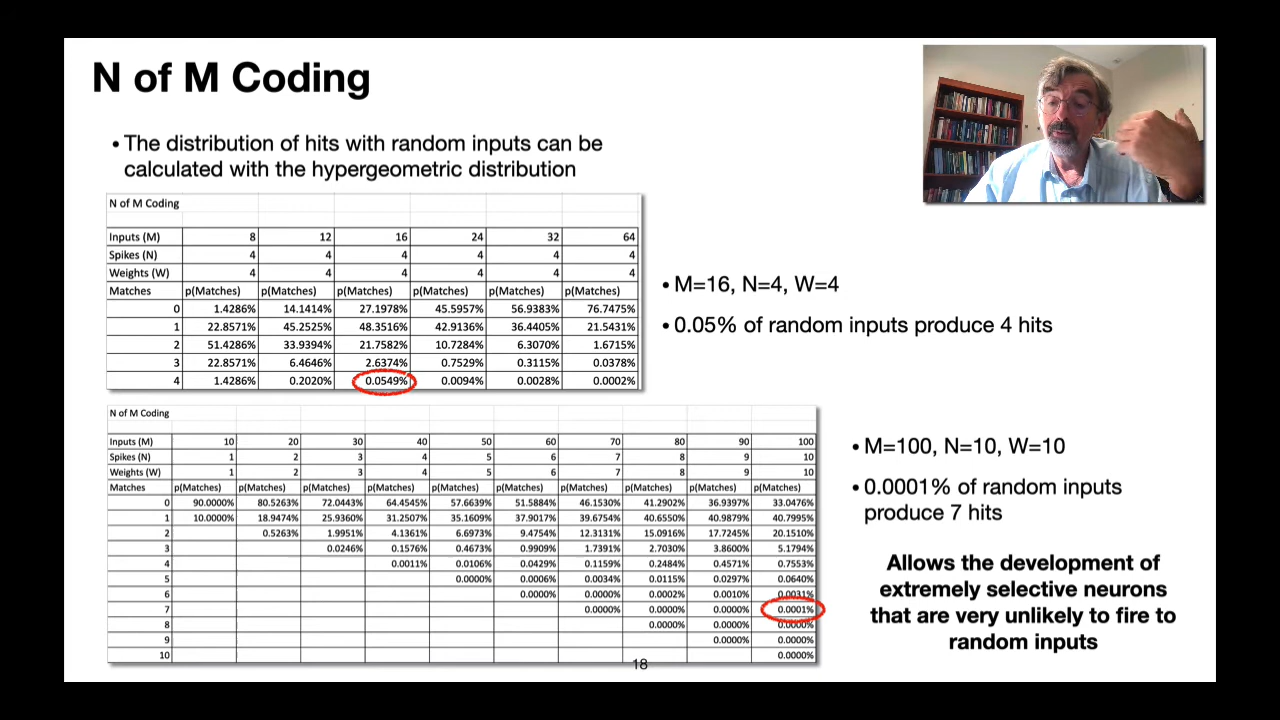 N of M Coding
• The distribution of hits with random inputs can be
calculated with the hypergeometric distribution
N of M Coding
Inputs (M) 8 12 16 24 32 64
Spikes (N) 4 4 4 4 4 4
Weights (W) 4 4 4 4 4 4
Matches p(Matches) p(Matches) p(Matches) p(Matches) p(Matches) p(Matches)
0 1.4286% 14.1414% 27.1978% 45.5957% 56.9383% 76.7475%
1 22.8571% 45.2525% 48.3516% 42.9136% 36.4405% 21.5431%
2 51.4286% 33.9394% 21.7582% 10.7284% 6.3070% 1.6715%
3 22.8571% 6.4646% 2.6374% 0.7529% 0.3115% 0.0378%
4 1.4286% 0.2020% 0.0549% 0.0094% 0.0028% 0.0002%
• M=16, N=4, W=4
• 0.05% of random inputs produce 4 hits
N of M Coding
Inputs (M) 10 20 30 40 50 60 70 80 90 100
Spikes (N) 1 2 3 4 5 6 7 8 9 10
Weights (W) 1 2 3 4 5 6 7 8 9 10
Matches p(Matches) p(Matches) p(Matches) p(Matches) p(Matches) p(Matches) p(Matches) p(Matches) p(Matches) p(Matches)
0 90.0000% 80.5263% 72.0443% 64.4545% 57.6639% 51.5884% 46.1530% 41.2902% 36.9397% 33.0476%
1 10.0000% 18.9474% 25.9360% 31.2507% 35.1609% 37.9017% 39.6754% 40.6550% 40.9879% 40.7995%
2 0.5263% 1.9951% 4.1361% 6.6973% 9.4754% 12.3131% 15.0916% 17.7245% 20.1510%
3 0.0246% 0.1576% 0.4673% 0.9909% 1.7391% 2.7030% 3.8600% 5.1794%
4 0.0011% 0.0106% 0.0429% 0.1159% 0.2484% 0.4571% 0.7553%
5 0.0000% 0.0006% 0.0034% 0.0115% 0.0297% 0.0640%
6 0.0000% 0.0000% 0.0002% 0.0010% 0.0031%
7 0.0000% 0.0000% 0.0000% 0.0001%
8 0.0000% 0.0000% 0.0000%
9 0.0000% 0.0000%
10 0.0000%
• M=100, N=10, W=10
• 0.0001% of random inputs
produce 7 hits
Allows the development of
extremely selective neurons
that are very unlikely to fire to
random inputs
18